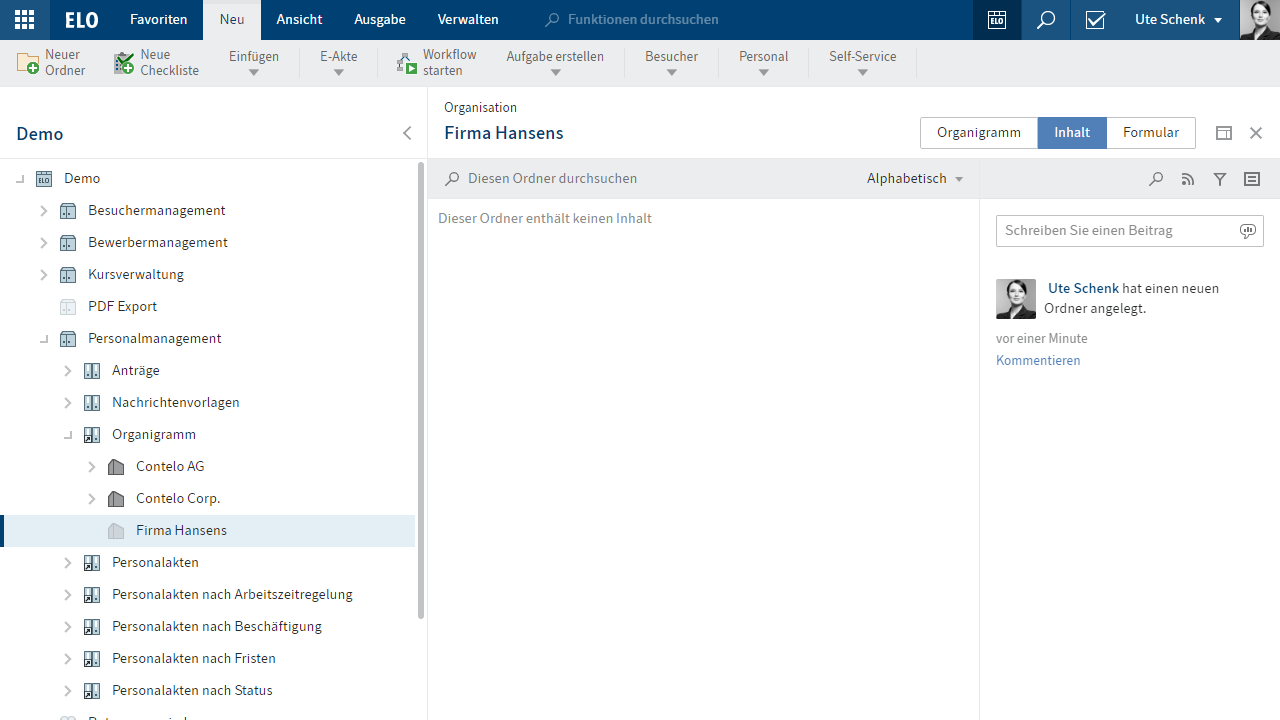 ELO
Favoriten
Neu
Ansicht
Ausgabe
Verwalten
Funktionen durchsuchen
ELO
Ute Schenk
Neuer
Ordner
Neue
Checkliste
Einfügen
E-Akte
Workflow
starten
Aufgabe erstellen
Besucher
Personal
Self-Service
Demo
ELO Demo
Besuchermanagement
Bewerbermanagement
Kursverwaltung
PDF Export
Personalmanagement
Anträge
Nachrichtenvorlagen
Organigramm
Contelo AG
Contelo Corp.
Firma Hansens
Personalakten
Personalakten nach Arbeitszeitregelung
Personalakten nach Beschäftigung
Personalakten nach Fristen
Personalakten nach Status
Organisation
Firma Hansens
Organigramm
Inhalt
Formular
Diesen Ordner durchsuchen
Alphabetisch
Dieser Ordner enthält keinen Inhalt
Schreiben Sie einen Beitrag
Ute Schenk hat einen neuen
Ordner angelegt.
vor einer Minute
Kommentieren